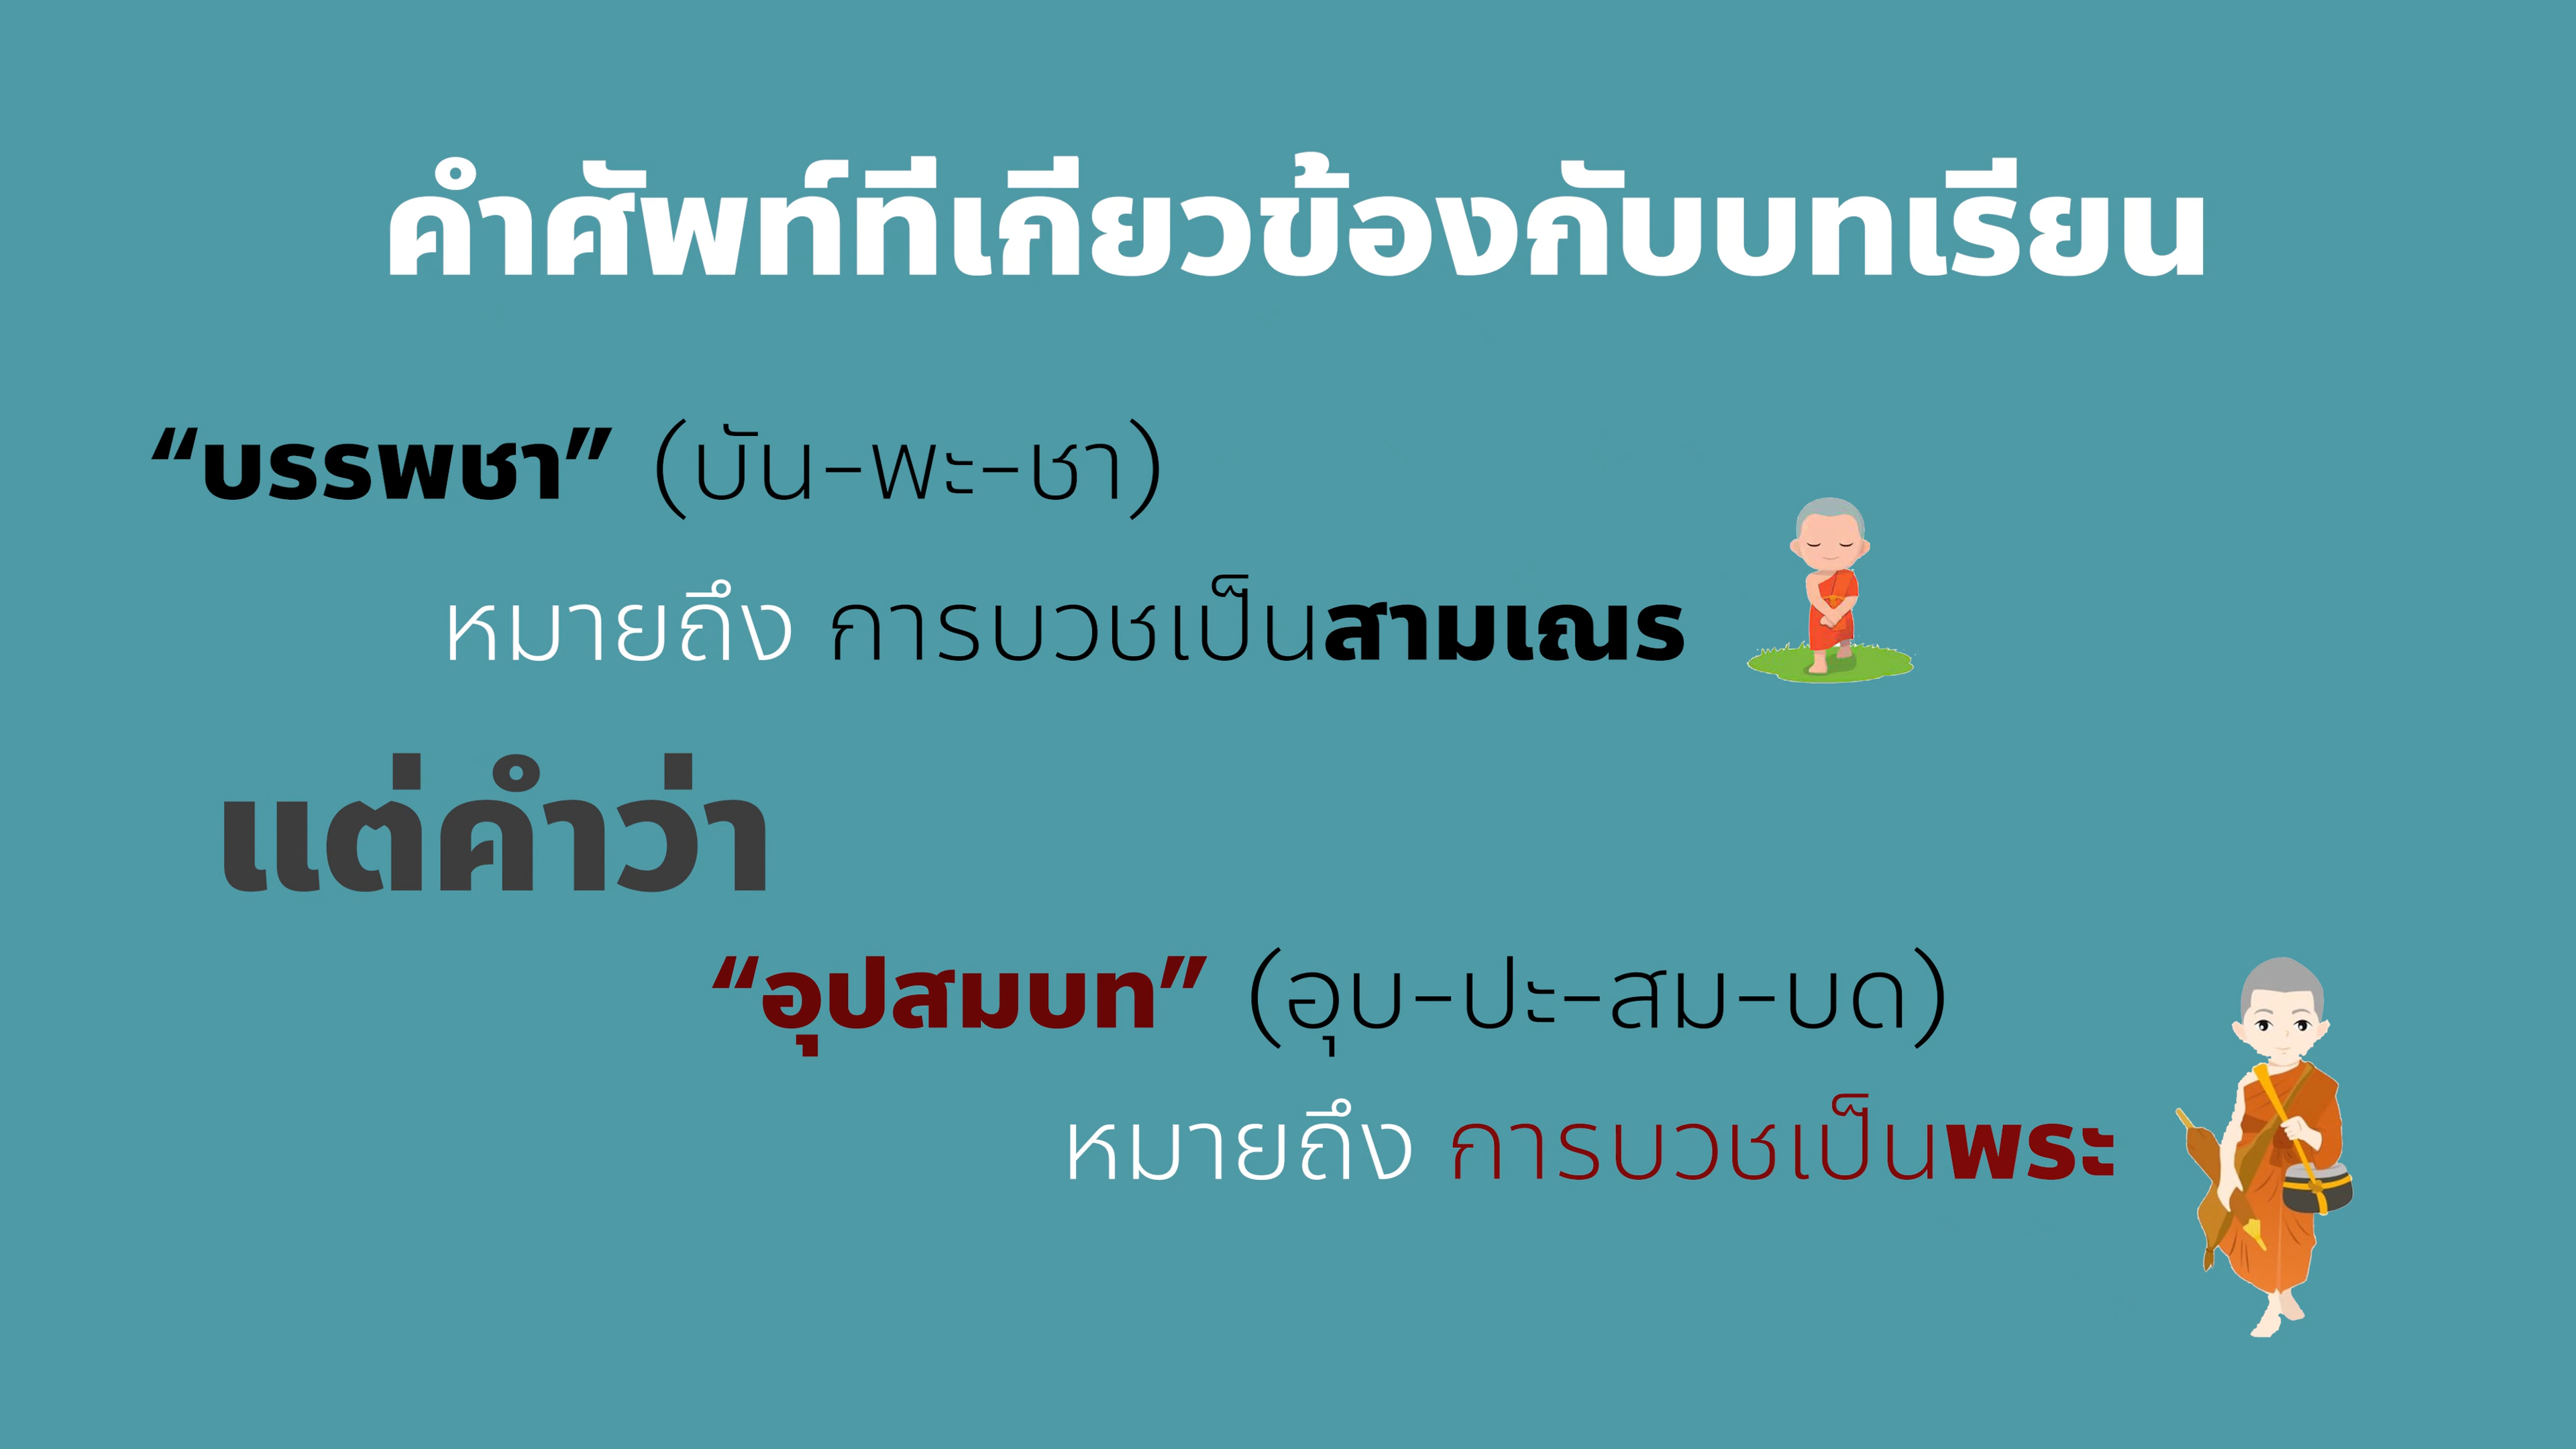 คำศัพท์ทีเกียวข้องกับบทเรียน
“บรรพชา” (บัน-พะ-ชา)
หมายถึง การบวชเป็นสามเณร
แต่คำว่า
“อุปสมบท” (อุบ-ปะ-สม-บด)
หมายถึง การบวชเป็นพระ